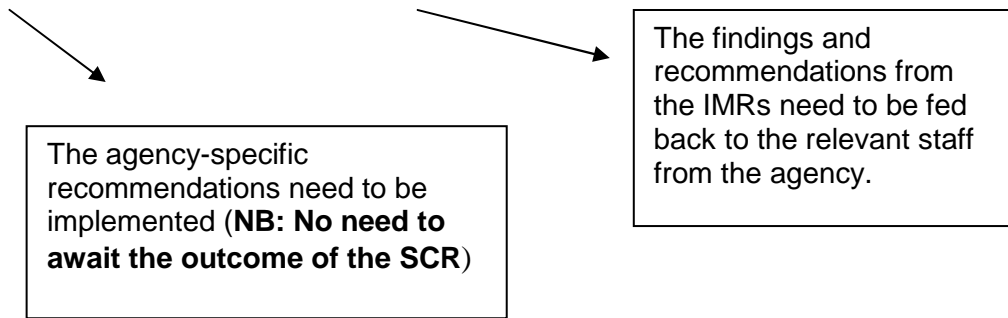 The findings and
recommendations from
the IMRs need to be fed
back to the relevant staff
from the agency.
The agency-specific
recommendations need to be
implemented (NB: No need to
await the outcome of the SCR)